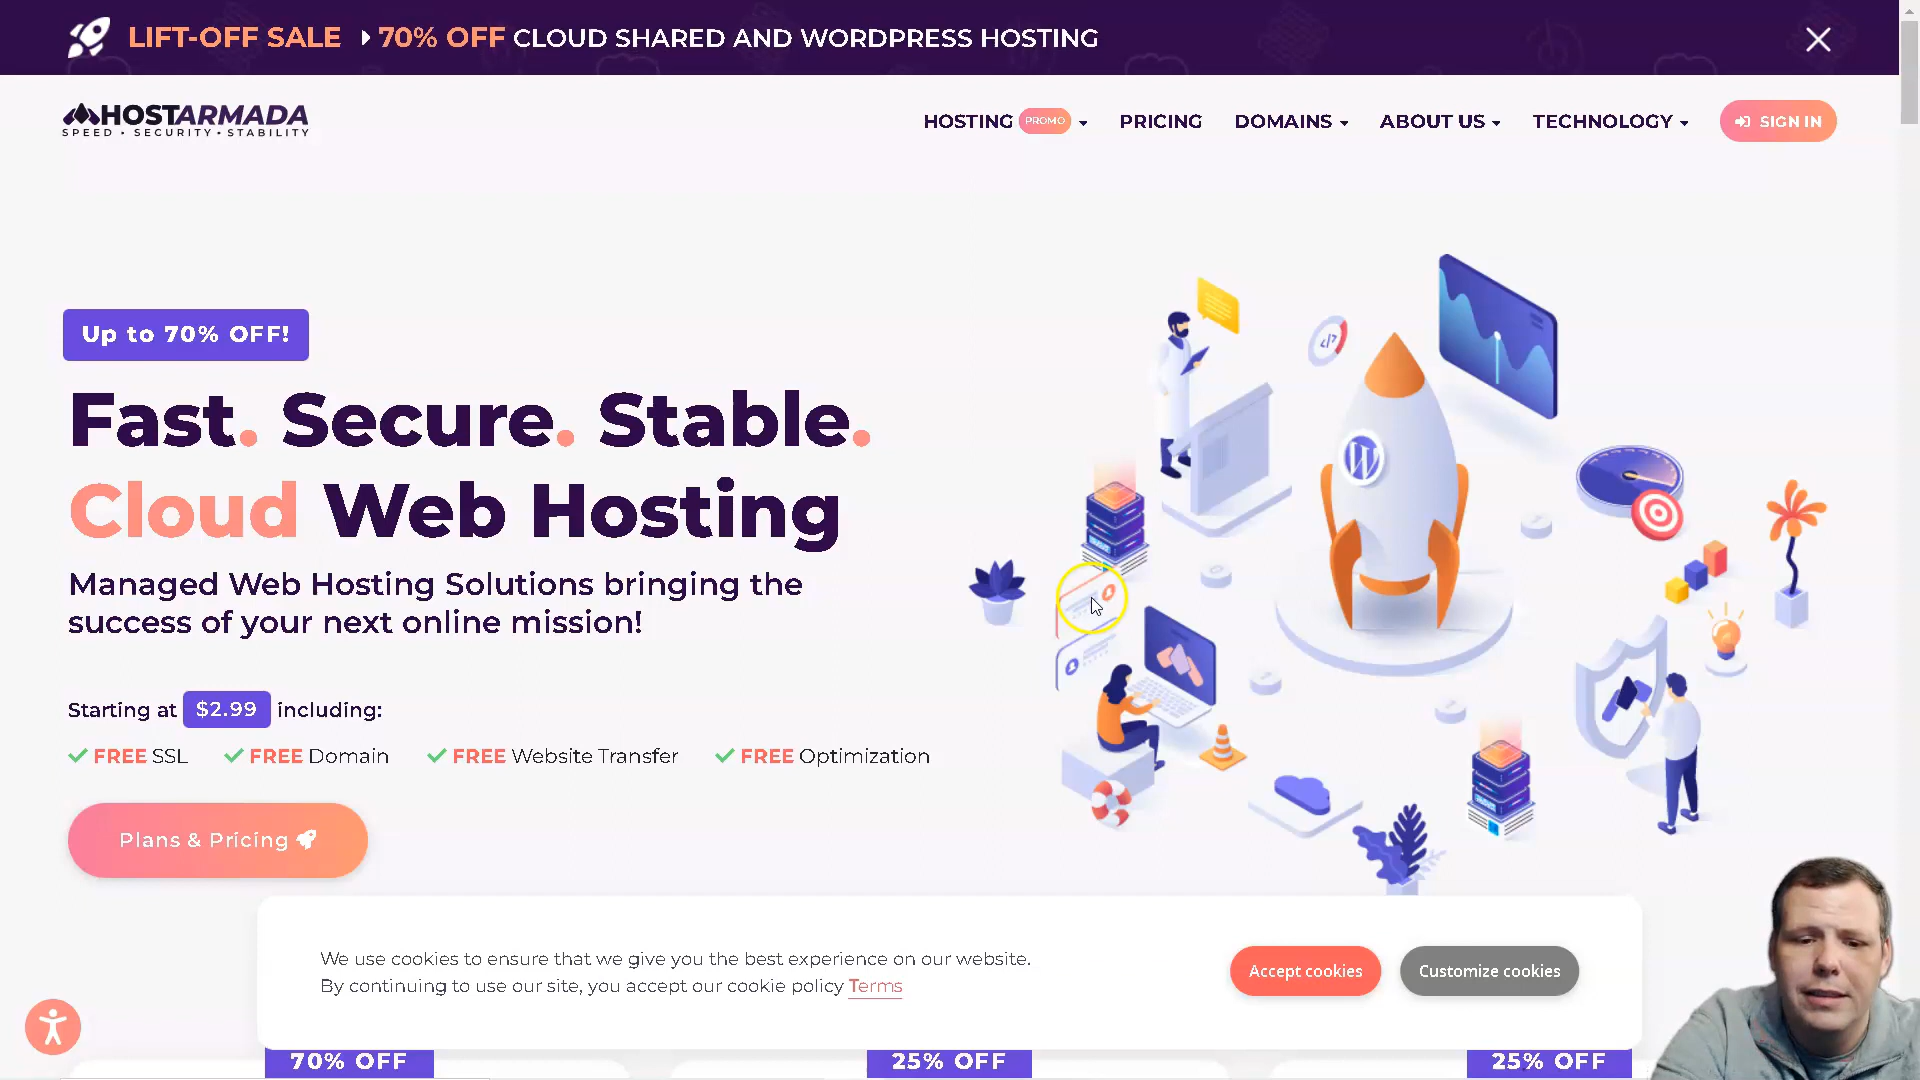 LIFT-OFF SALE 70% OFF CLOUD SHARED AND WORDPRESS HOSTING
HOSTARMADA
SPEED • SECURITY • STABILITY
HOSTING PROMO PRICING DOMAINS ABOUT US TECHNOLOGY SIGN IN
Up to 70% OFF!
Fast. Secure. Stable.
Cloud Web Hosting
Managed Web Hosting Solutions bringing the
success of your next online mission!
Starting at $2.99 including:
FREE SSL FREE Domain FREE Website Transfer FREE Optimization
Plans & Pricing
We use cookies to ensure that we give you the best experience on our website.
By continuing to use our site, you accept our cookie policy Terms
Accept cookies Customize cookies
70% OFF 25% OFF 25% OFF